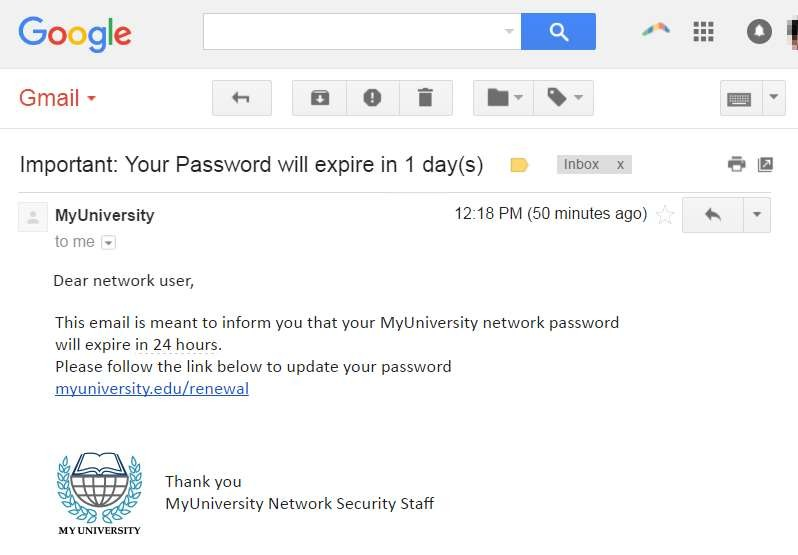 Google
Gmail
Important: Your Password will expire in 1 day(s)
Inbox x
MyUniversity
12:18 PM (50 minutes ago)
to me
Dear network user,
This email is meant to inform you that your MyUniversity network password
will expire in 24 hours.
Please follow the link below to update your password
myuniversity.edu/renewal
Thank you
MyUniversity Network Security Staff
MY UNIVERSITY